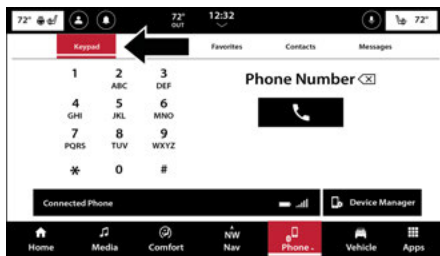 72° 72° OUT 12:32 72°
Keypad Favorites Contacts Messages
1 2 ABC 3 DEF
Phone Number
4 GHI 5 JKL 6 MNO
7 PQRS 8 TUV 9 WXYZ
* 0 #
Connected Phone Device Manager
Home Media Comfort NW Nav Phone Vehicle Apps